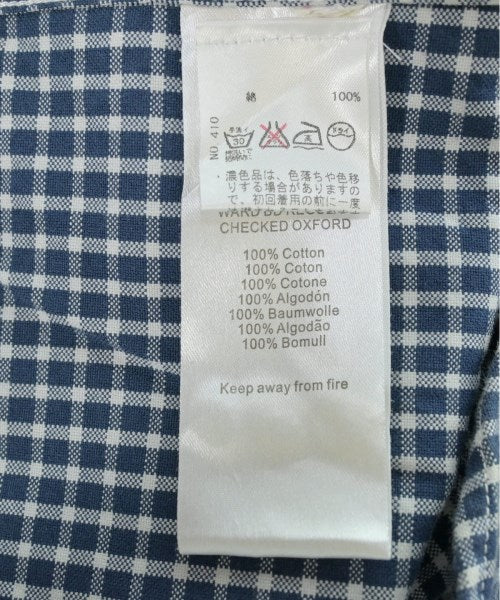 綿 100%
NO.410
手洗イ
30
ドライ
・濃色品は、色落ちや色移
りする場合がありますの
で、初回着用の前に一度
CHECKED OXFORD
100% Cotton
100% Coton
100% Cotone
100% Algodón
100% Baumwolle
100% Algodão
100% Bomull
Keep away from fire